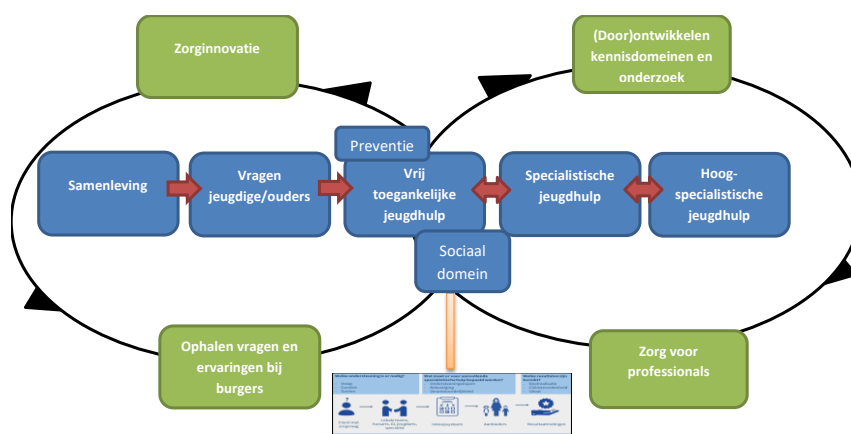 Zorginnovatie
(Door)ontwikkelen
kennisdomeinen en
onderzoek
Preventie
Samenleving
Vragen
jeugdige/ouders
Vrij
toegankelijke
jeugdhulp
Specialistische
jeugdhulp
Hoog-
specialistische
jeugdhulp
Sociaal
domein
Ophalen vragen en
ervaringen bij
burgers
Zorg voor
professionals